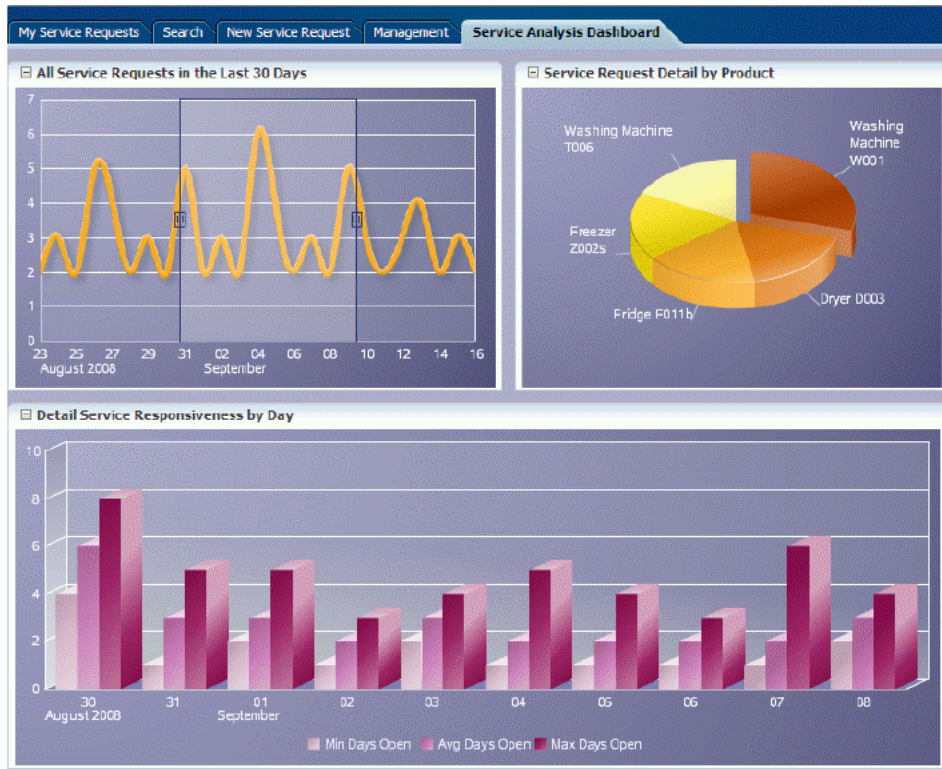 My Service Requests Search New Service Request Management Service Analysis Dashboard
All Service Requests in the Last 30 Days
7
6
5
4
3
2
1
0
23 25 27 29 31 02 04 06 08 10 12 14 16
August 2008 September
Service Request Detail by Product
Washing Machine
T006
Washing
Machine
W001
Freezer
Z002s
Fridge F011b
Dryer D003
Detail Service Responsiveness by Day
10
8
6
4
2
0
30 31 01 02 03 04 05 06 07 08
August 2008 September
Min Days Open Avg Days Open Max Days Open